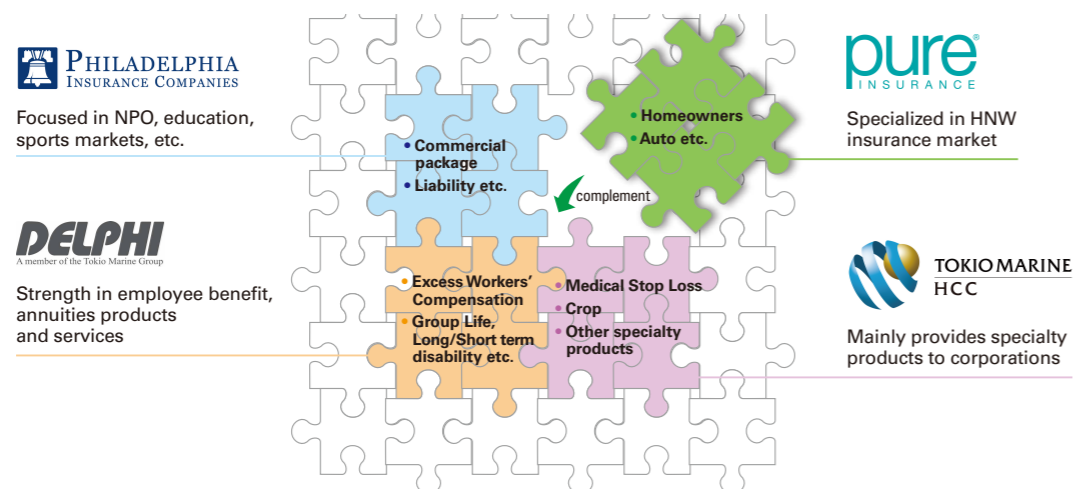 PHILADELPHIA
INSURANCE COMPANIES
Focused in NPO, education,
sports markets, etc.
• Commercial
package
• Liability etc.
• Homeowners
• Auto etc.
complement
pure®
INSURANCE
Specialized in HNW
insurance market
DELPHI
A member of the Tokio Marine Group
Strength in employee benefit,
annuities products
and services
• Excess Workers’
Compensation
• Group Life,
Long/Short term
disability etc.
• Medical Stop Loss
• Crop
• Other specialty
products
TOKIO MARINE
HCC
Mainly provides specialty
products to corporations